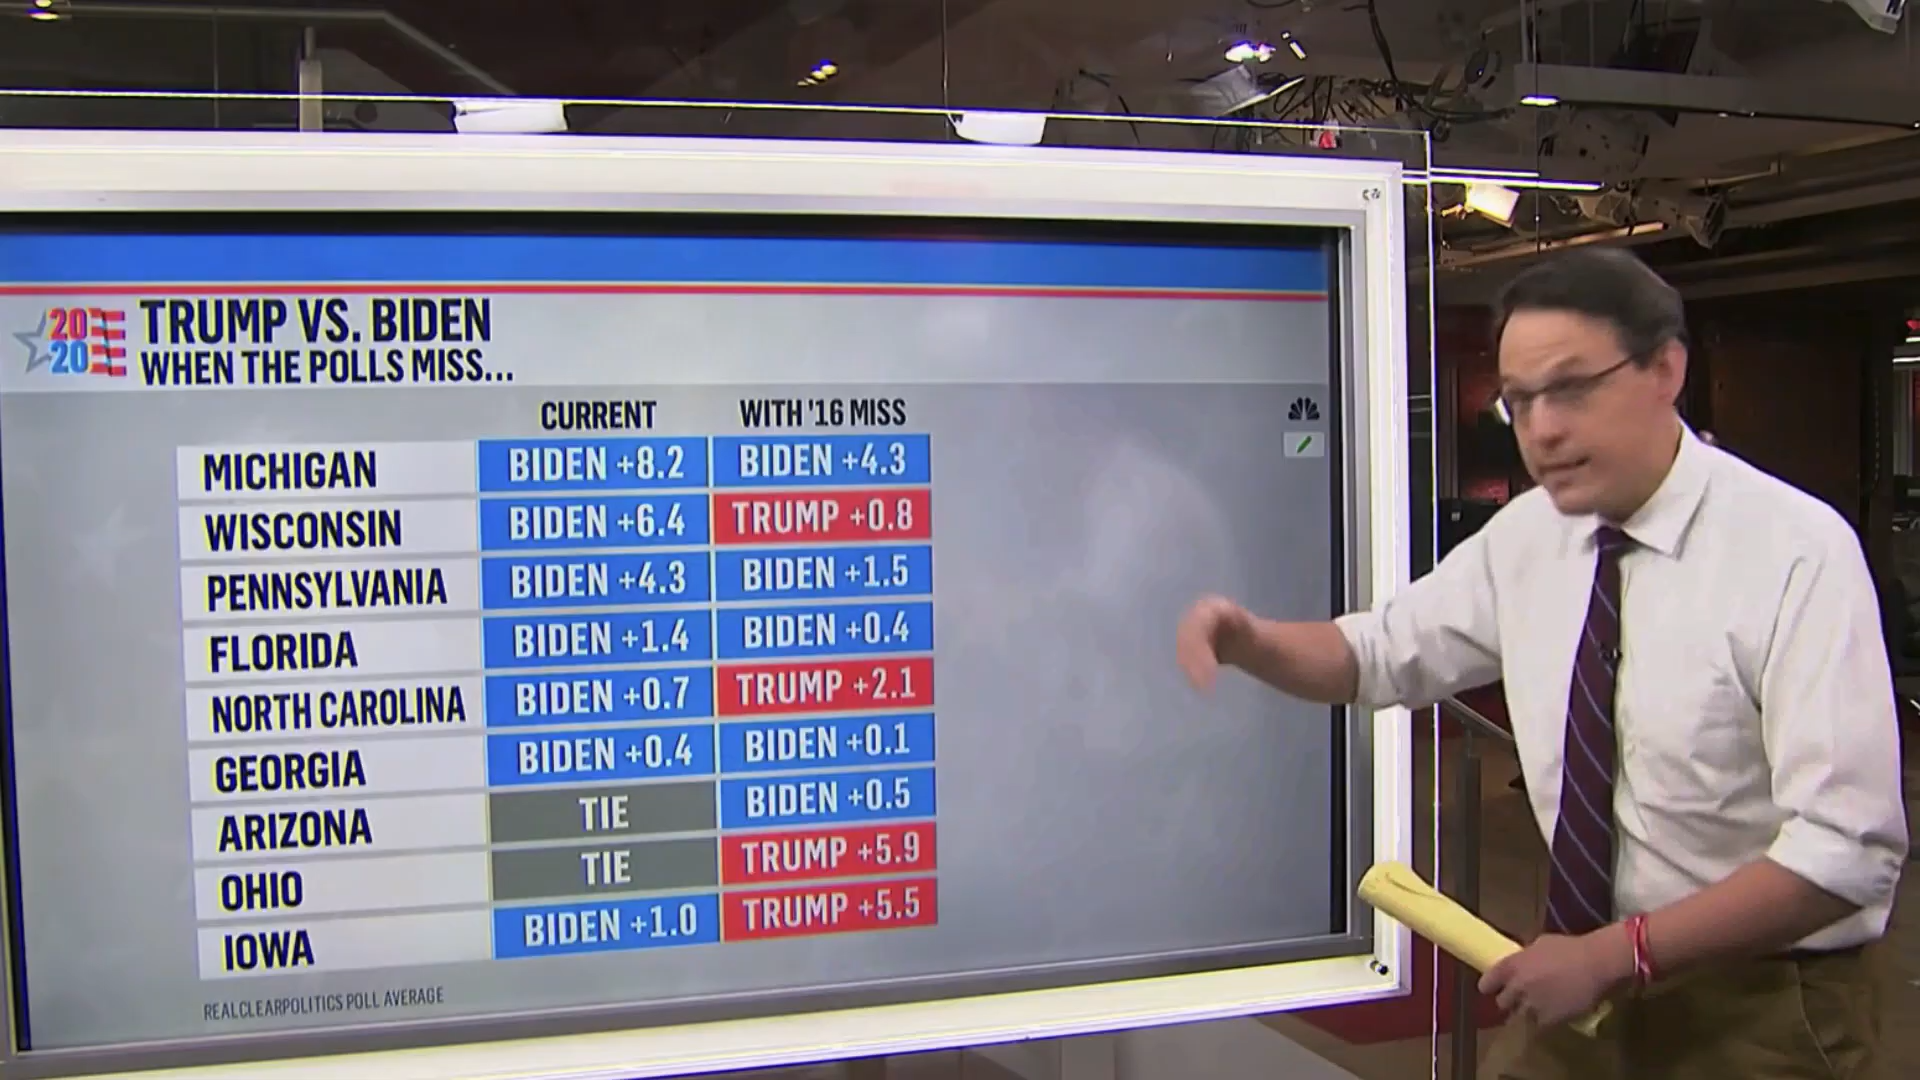 2020
TRUMP VS. BIDEN
WHEN THE POLLS MISS...
CURRENT WITH '16 MISS
MICHIGAN BIDEN +8.2 BIDEN +4.3
WISCONSIN BIDEN +6.4 TRUMP +0.8
PENNSYLVANIA BIDEN +4.3 BIDEN +1.5
FLORIDA BIDEN +1.4 BIDEN +0.4
NORTH CAROLINA BIDEN +0.7 TRUMP +2.1
GEORGIA BIDEN +0.4 BIDEN +0.1
ARIZONA TIE BIDEN +0.5
OHIO TIE TRUMP +5.9
IOWA BIDEN +1.0 TRUMP +5.5
REALCLEARPOLITICS POLL AVERAGE